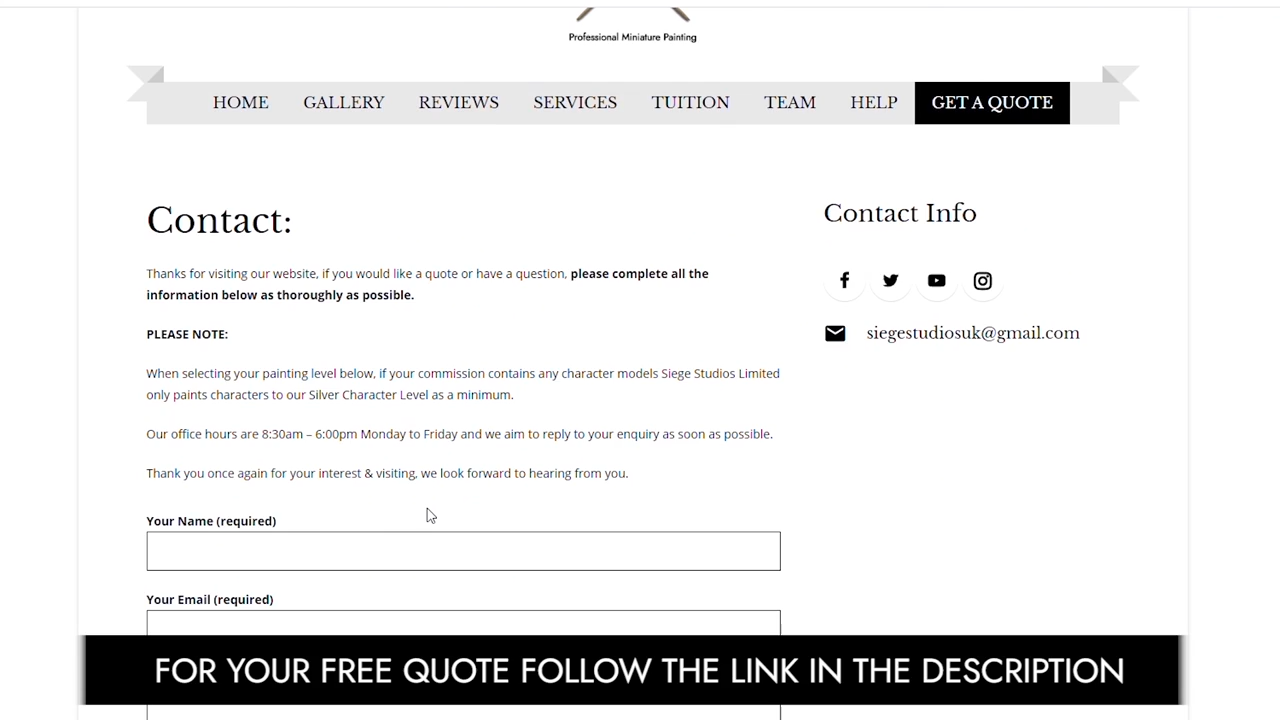 Professional Miniature Painting
HOME GALLERY REVIEWS SERVICES TUITION TEAM HELP GET A QUOTE
Contact:
Thanks for visiting our website, if you would like a quote or have a question, please complete all the
information below as thoroughly as possible.
PLEASE NOTE:
When selecting your painting level below, if your commission contains any character models Siege Studios Limited
only paints characters to our Silver Character Level as a minimum.
Our office hours are 8:30am – 6:00pm Monday to Friday and we aim to reply to your enquiry as soon as possible.
Thank you once again for your interest & visiting, we look forward to hearing from you.
Your Name (required)
Your Email (required)
Contact Info
siegestudiosuk@gmail.com
FOR YOUR FREE QUOTE FOLLOW THE LINK IN THE DESCRIPTION